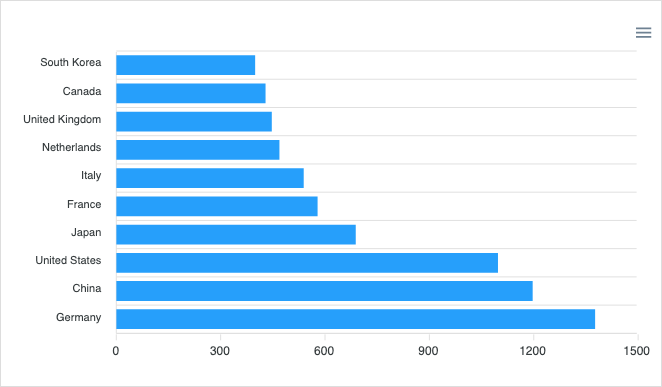 South Korea
Canada
United Kingdom
Netherlands
Italy
France
Japan
United States
China
Germany
0 300 600 900 1200 1500